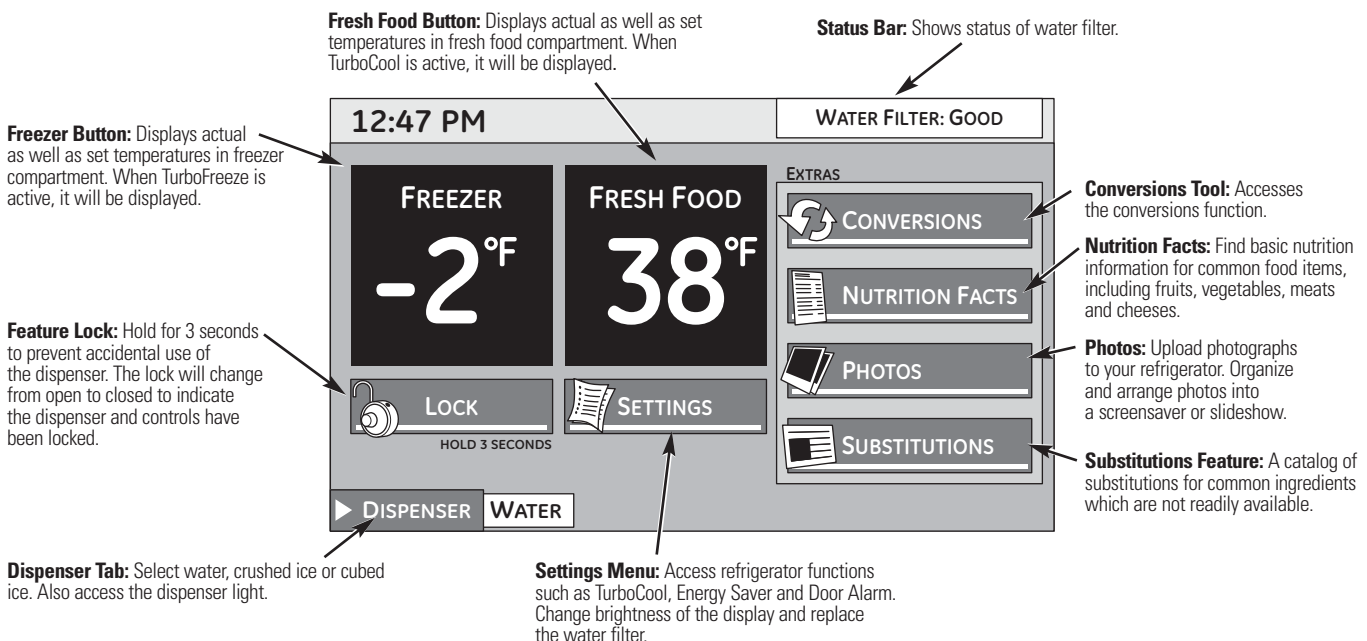 Fresh Food Button: Displays actual as well as set
temperatures in fresh food compartment. When
TurboCool is active, it will be displayed.
Status Bar: Shows status of water filter.
Freezer Button: Displays actual
as well as set temperatures in freezer
compartment. When TurboFreeze is
active, it will be displayed.
Feature Lock: Hold for 3 seconds
to prevent accidental use of
the dispenser. The lock will change
from open to closed to indicate
the dispenser and controls have
been locked.
12:47 PM
WATER FILTER: GOOD
FREEZER
-2°F
FRESH FOOD
38°F
LOCK
HOLD 3 SECONDS
SETTINGS
EXTRAS
CONVERSIONS
NUTRITION FACTS
PHOTOS
SUBSTITUTIONS
DISPENSER
WATER
Conversions Tool: Accesses
the conversions function.
Nutrition Facts: Find basic nutrition
information for common food items,
including fruits, vegetables, meats
and cheeses.
Photos: Upload photographs
to your refrigerator. Organize
and arrange photos into
a screensaver or slideshow.
Substitutions Feature: A catalog of
substitutions for common ingredients
which are not readily available.
Dispenser Tab: Select water, crushed ice or cubed
ice. Also access the dispenser light.
Settings Menu: Access refrigerator functions
such as TurboCool, Energy Saver and Door Alarm.
Change brightness of the display and replace
the water filter.